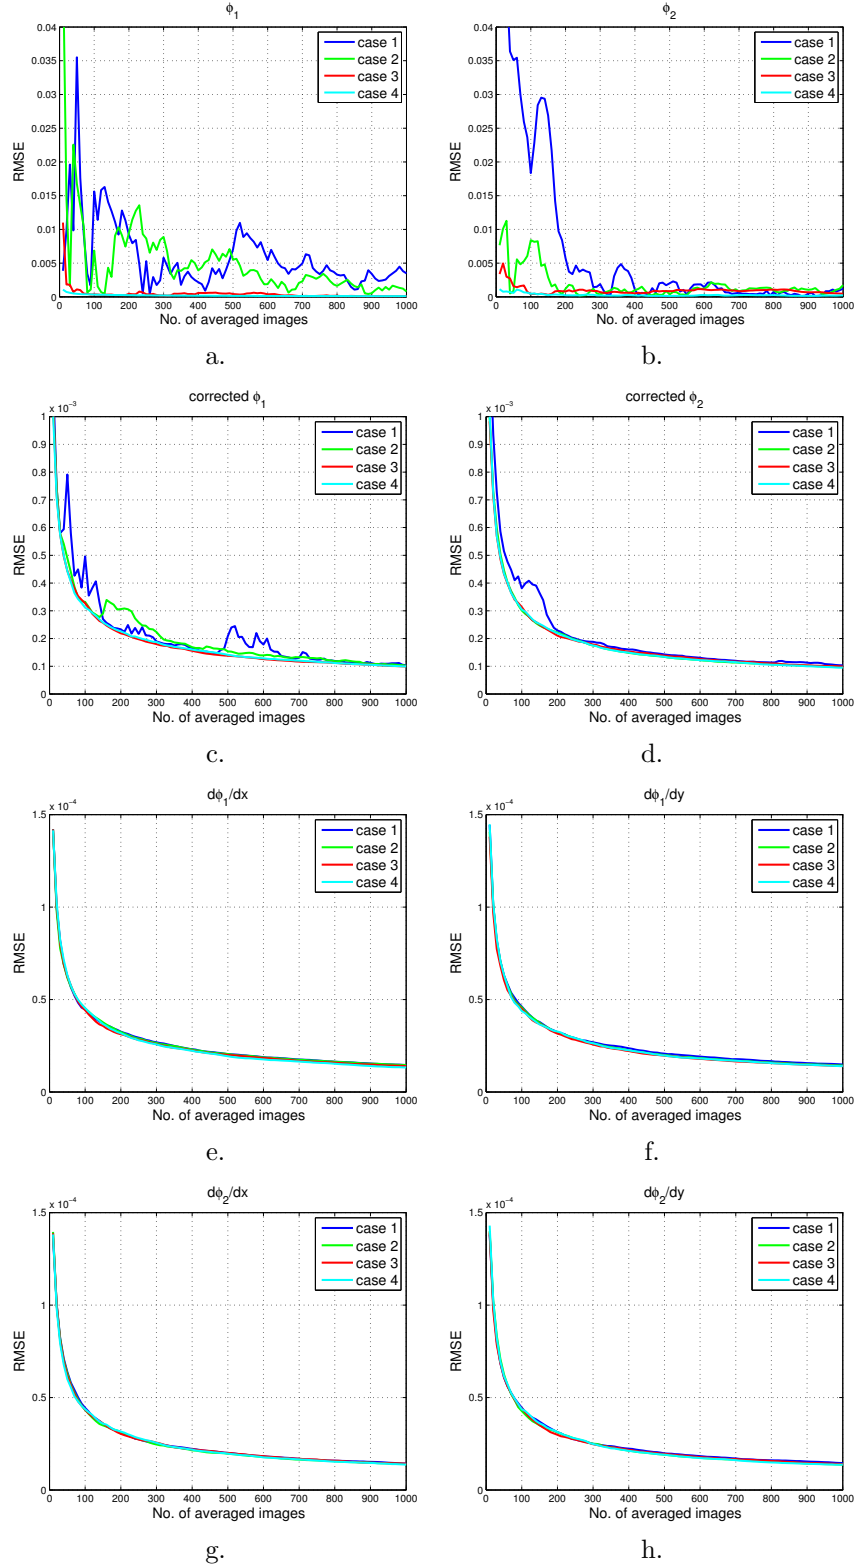 ϕ1
0.04
0.035
0.03
0.025
0.02
0.015
0.01
0.005
0
RMSE
case 1
case 2
case 3
case 4
0 100 200 300 400 500 600 700 800 900 1000
No. of averaged images
a.
ϕ2
0.04
0.035
0.03
0.025
0.02
0.015
0.01
0.005
0
RMSE
case 1
case 2
case 3
case 4
0 100 200 300 400 500 600 700 800 900 1000
No. of averaged images
b.
corrected ϕ1
x 10-3
1
0.9
0.8
0.7
0.6
0.5
0.4
0.3
0.2
0.1
0
RMSE
case 1
case 2
case 3
case 4
0 100 200 300 400 500 600 700 800 900 1000
No. of averaged images
c.
corrected ϕ2
x 10-3
1
0.9
0.8
0.7
0.6
0.5
0.4
0.3
0.2
0.1
0
RMSE
case 1
case 2
case 3
case 4
0 100 200 300 400 500 600 700 800 900 1000
No. of averaged images
d.
dϕ1/dx
x 10-4
1.5
1
0.5
0
RMSE
case 1
case 2
case 3
case 4
0 100 200 300 400 500 600 700 800 900 1000
No. of averaged images
e.
dϕ1/dy
x 10-4
1.5
1
0.5
0
RMSE
case 1
case 2
case 3
case 4
0 100 200 300 400 500 600 700 800 900 1000
No. of averaged images
f.
dϕ2/dx
x 10-4
1.5
1
0.5
0
RMSE
case 1
case 2
case 3
case 4
0 100 200 300 400 500 600 700 800 900 1000
No. of averaged images
g.
dϕ2/dy
x 10-4
1.5
1
0.5
0
RMSE
case 1
case 2
case 3
case 4
0 100 200 300 400 500 600 700 800 900 1000
No. of averaged images
h.